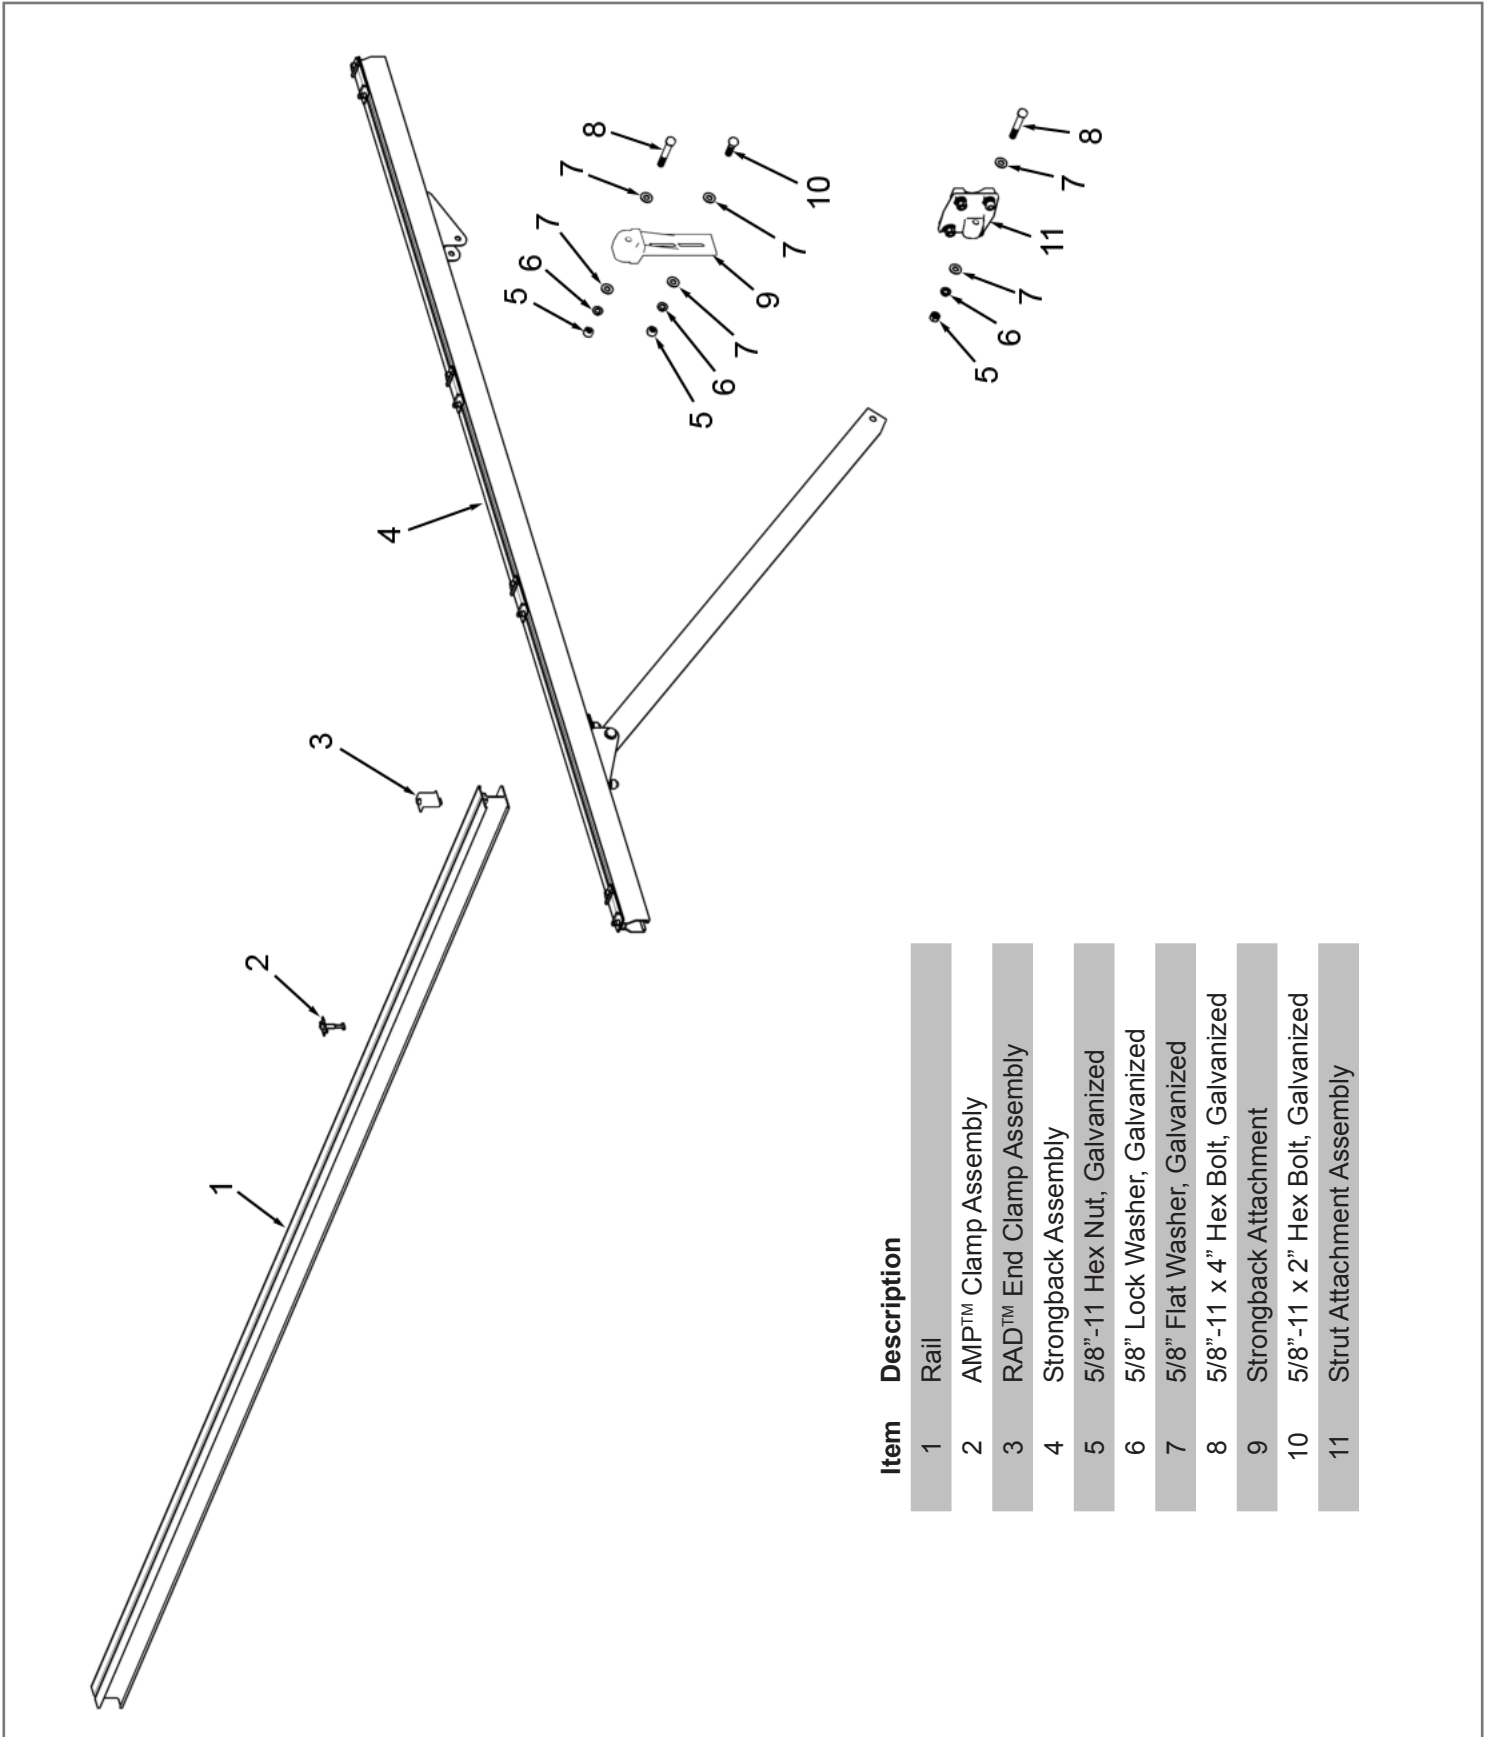 1
2
3
4
8
7
10
7
7
6
5
9
7
6
5
8
7
11
7
6
5
Item Description
1 Rail
2 AMP™ Clamp Assembly
3 RAD™ End Clamp Assembly
4 Strongback Assembly
5 5/8”-11 Hex Nut, Galvanized
6 5/8” Lock Washer, Galvanized
7 5/8” Flat Washer, Galvanized
8 5/8”-11 x 4” Hex Bolt, Galvanized
9 Strongback Attachment
10 5/8”-11 x 2” Hex Bolt, Galvanized
11 Strut Attachment Assembly